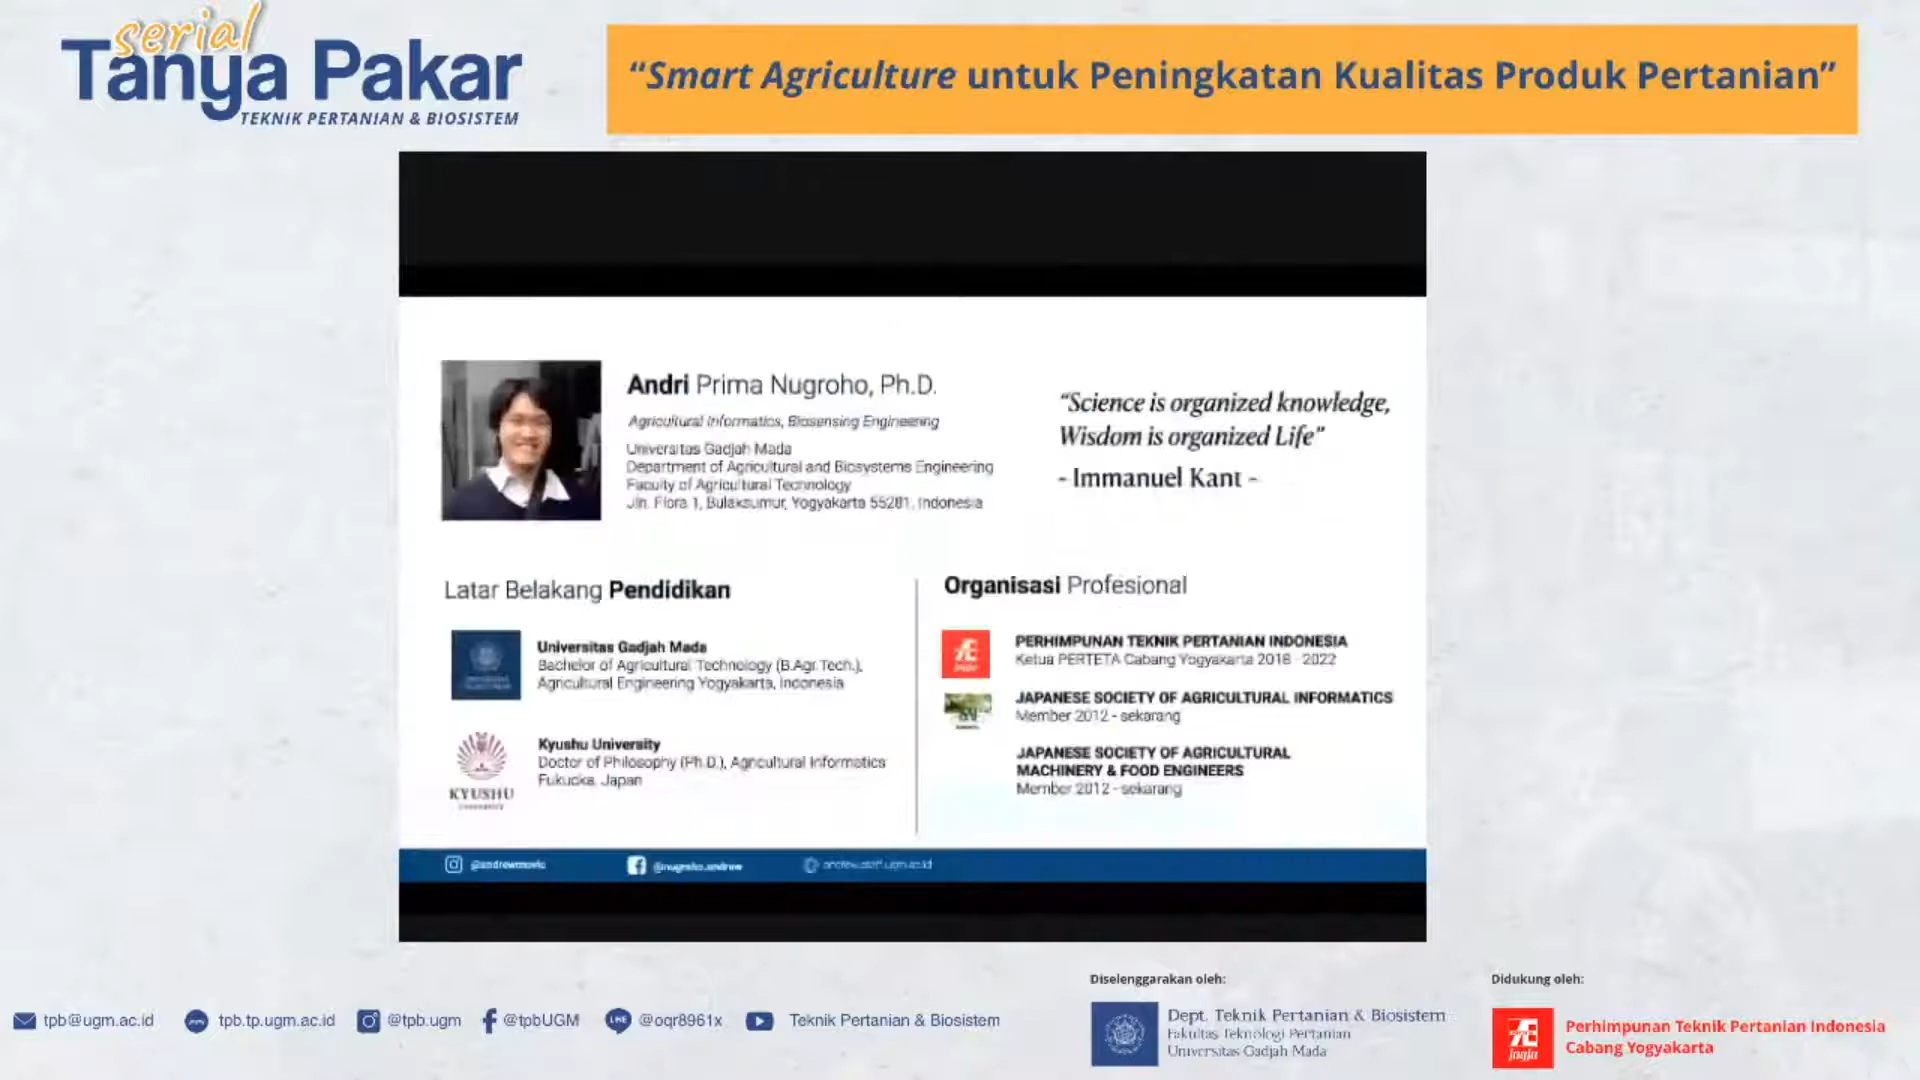 serial
Tanya Pakar
TEKNIK PERTANIAN & BIOSISTEM
“Smart Agriculture untuk Peningkatan Kualitas Produk Pertanian”
Andri Prima Nugroho, Ph.D.
Agricultural Informatics, Biosensing Engineering
Universitas Gadjah Mada
Department of Agricultural and Biosystems Engineering
Faculty of Agricultural Technology
Jln. Flora 1, Bulaksumur, Yogyakarta 55281, Indonesia
“Science is organized knowledge,
Wisdom is organized Life”
- Immanuel Kant -
Latar Belakang Pendidikan
Universitas Gadjah Mada
Bachelor of Agricultural Technology (B.Agr.Tech.),
Agricultural Engineering Yogyakarta, Indonesia
KYUSHU
Kyushu University
Doctor of Philosophy (Ph.D.), Agricultural Informatics
Fukuoka, Japan
Organisasi Profesional
PERHIMPUNAN TEKNIK PERTANIAN INDONESIA
Ketua PERTETA Cabang Yogyakarta 2018 - 2022
JAPANESE SOCIETY OF AGRICULTURAL INFORMATICS
Member 2012 - sekarang
JAPANESE SOCIETY OF AGRICULTURAL
MACHINERY & FOOD ENGINEERS
Member 2012 - sekarang
@nugroho.andrew
Diselenggarakan oleh:
Didukung oleh:
tpb@ugm.ac.id
tpb.tp.ugm.ac.id
@tpb.ugm
@tpbUGM
LINE
@oqr8961x
Teknik Pertanian & Biosistem
Dept. Teknik Pertanian & Biosistem
Fakultas Teknologi Pertanian
Universitas Gadjah Mada
Jogja
Perhimpunan Teknik Pertanian Indonesia
Cabang Yogyakarta